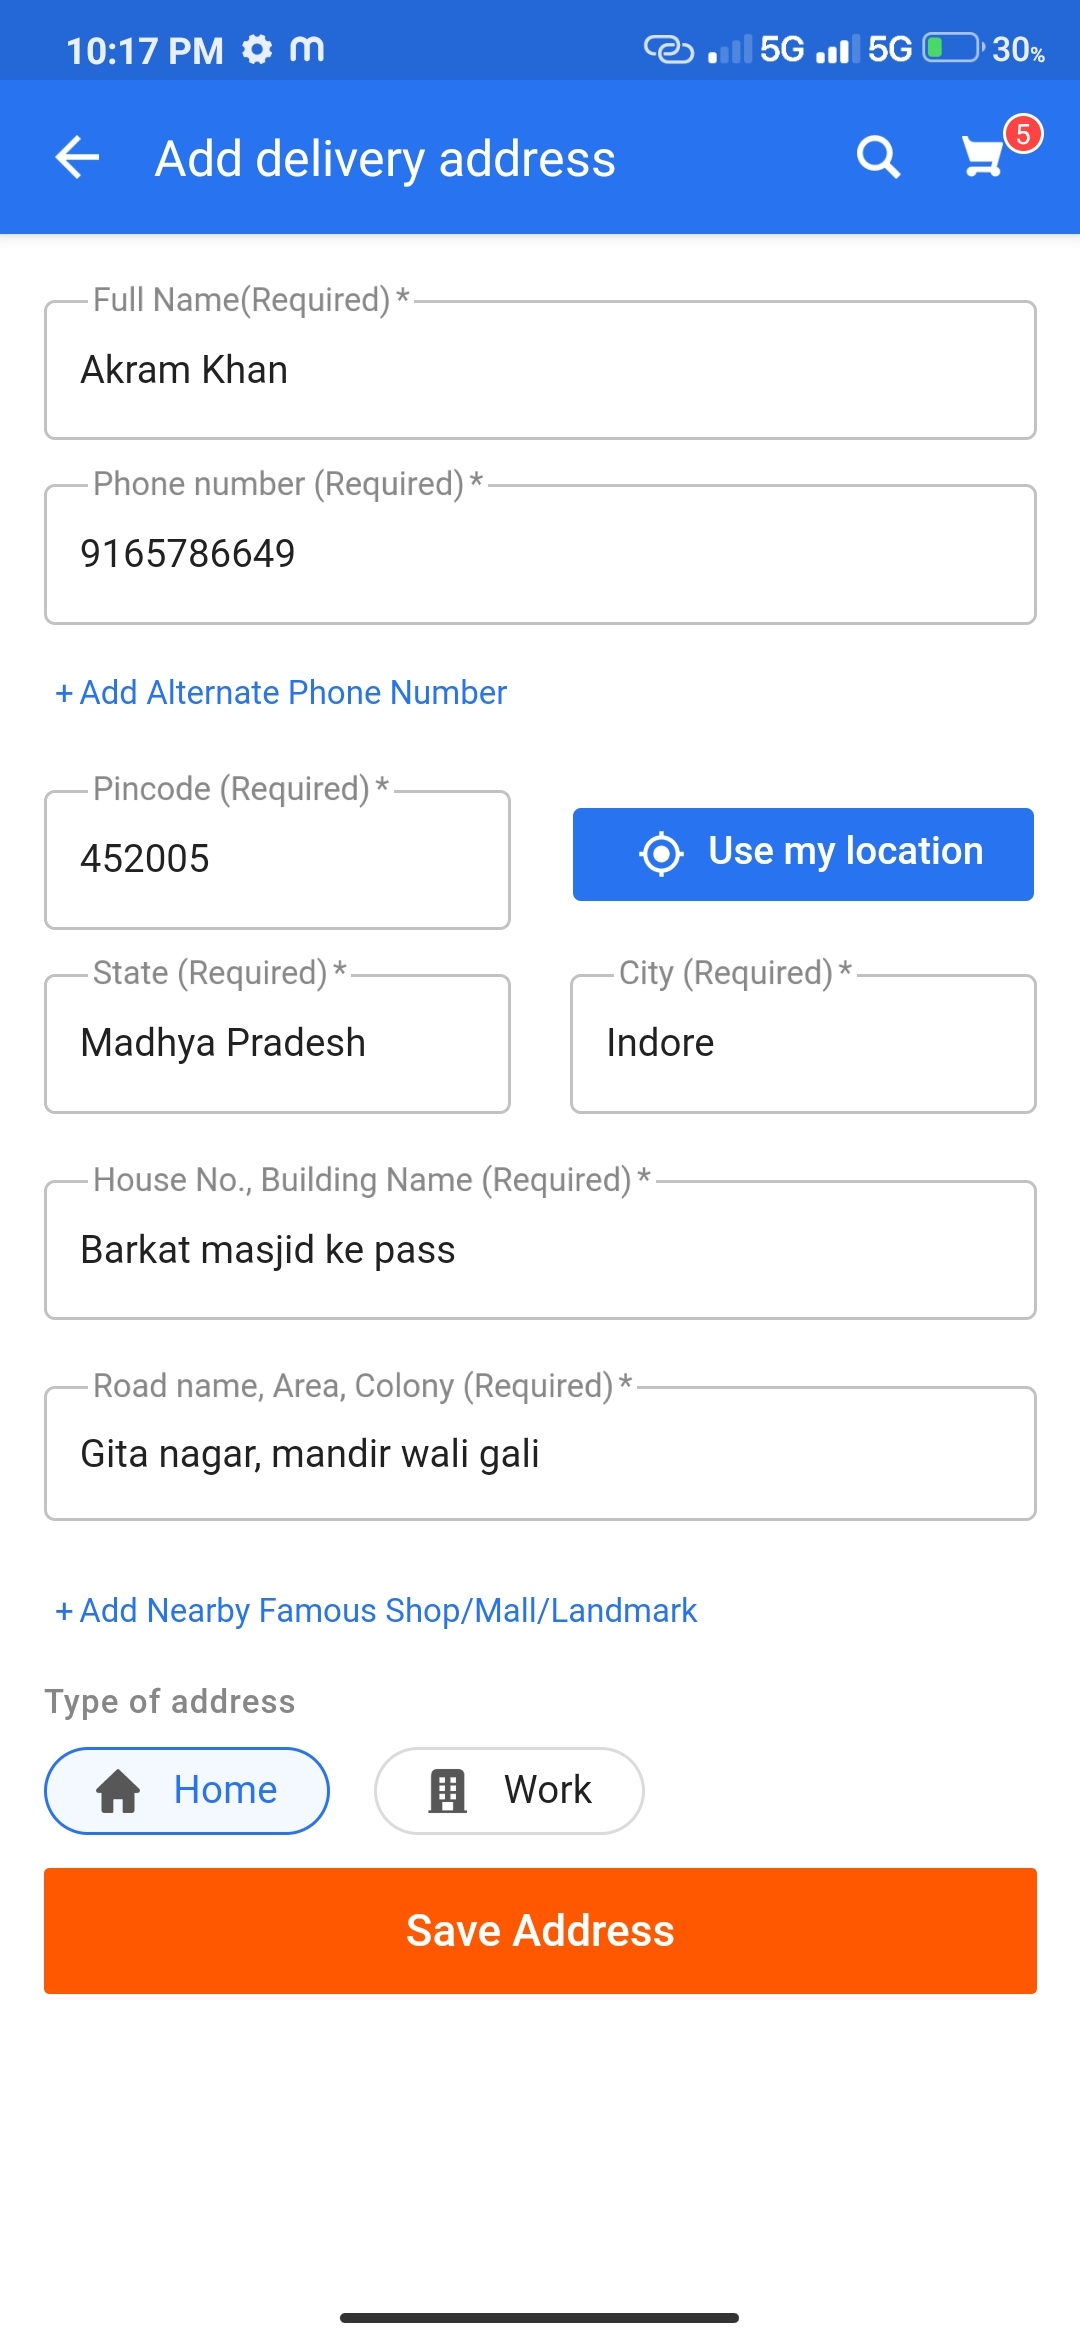 10:17 PM m 5G 5G 30%
Add delivery address 5
Full Name(Required) *
Akram Khan
Phone number (Required) *
9165786649
+ Add Alternate Phone Number
Pincode (Required) *
452005
Use my location
State (Required) *
Madhya Pradesh
City (Required) *
Indore
House No., Building Name (Required) *
Barkat masjid ke pass
Road name, Area, Colony (Required) *
Gita nagar, mandir wali gali
+ Add Nearby Famous Shop/Mall/Landmark
Type of address
Home Work
Save Address